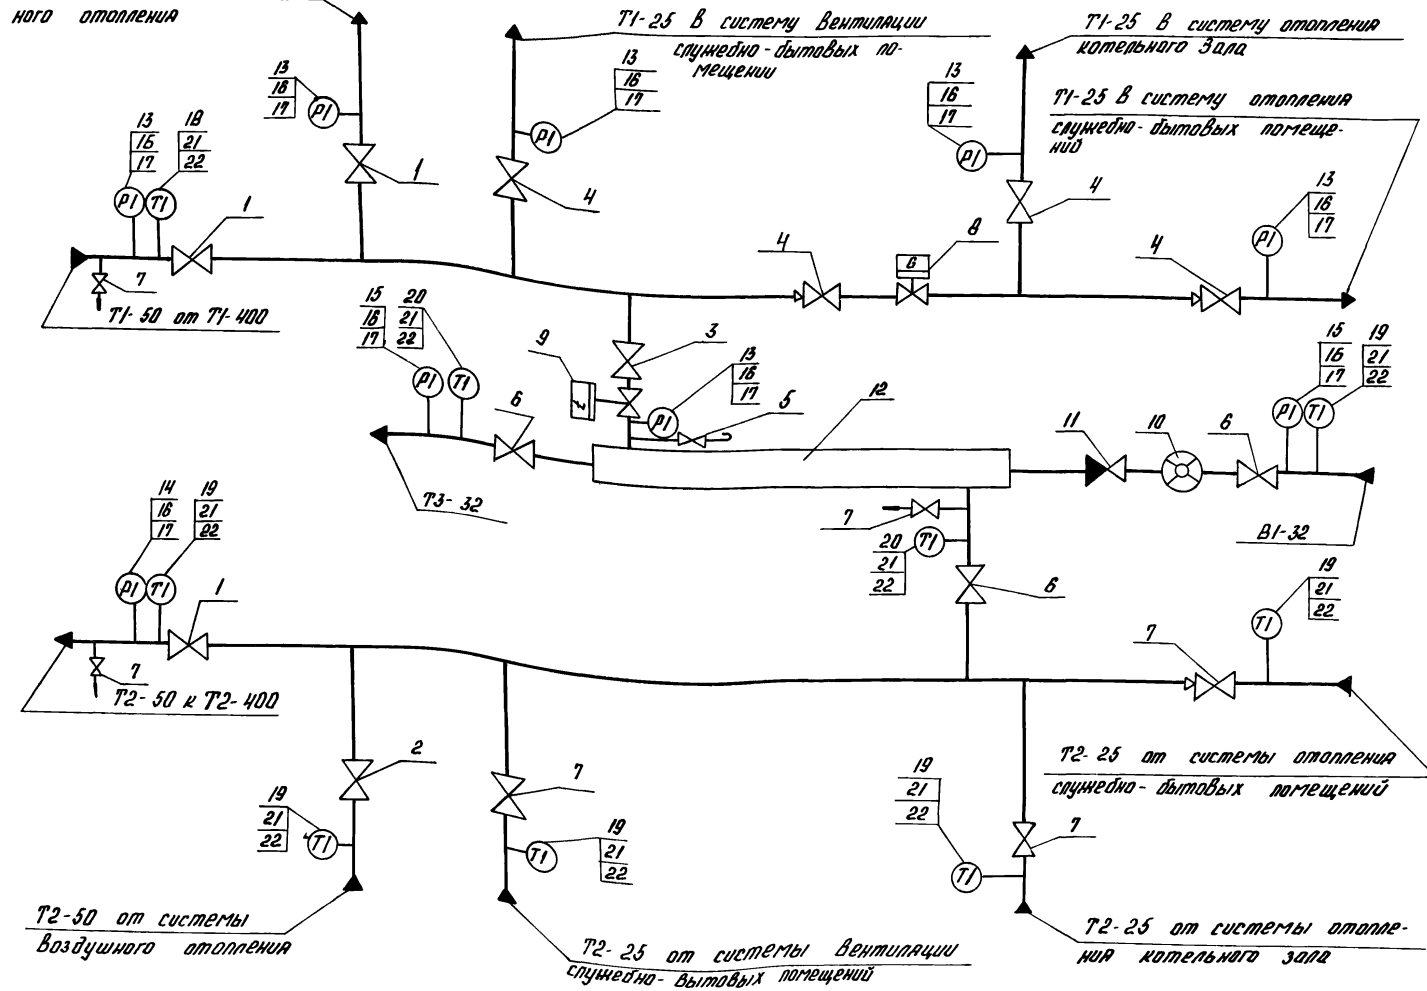 ного отопления
Т1-25 в систему вентиляции
служебно-бытовых по-
мещении
Т1-25 в систему отопления
котельного зала
Т1-25 в систему отопления
служебно-бытовых помеще-
ний
13
16
17
PI
1
13
16
17
PI
4
13
16
17
PI
4
13
16
17
PI
18
21
22
TI
1
7
Т1-50 от Т1-400
4
G
8
4
13
16
17
PI
15
16
17
PI
20
21
22
TI
9
t
3
13
16
17
PI
5
6
12
11
10
6
15
16
17
PI
19
21
22
TI
Т3-32
В1-32
7
20
21
22
TI
6
14
16
17
PI
19
21
22
TI
1
7
Т2-50 к Т2-400
7
19
21
22
TI
Т2-25 от системы отопления
служебно-бытовых помещений
2
19
21
22
TI
7
19
21
22
TI
19
21
22
TI
7
Т2-50 от системы
воздушного отопления
Т2-25 от системы вентиляции
служебно-бытовых помещений
Т2-25 от системы отопле-
ния котельного зала